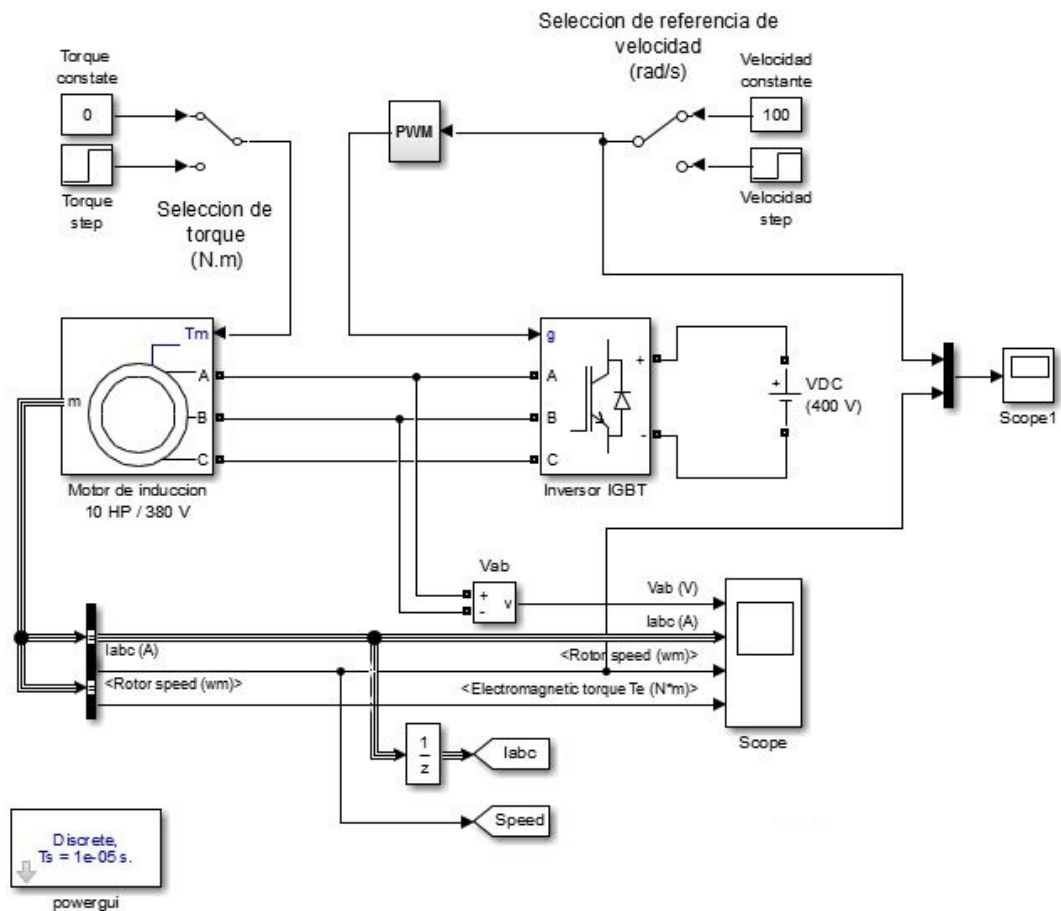 Seleccion de referencia de
velocidad
(rad/s)
Torque
constate
0
Torque
step
Seleccion de
torque
(N.m)
PWM
Velocidad
constante
100
Velocidad
step
Tm
m
A
B
C
Motor de induccion
10 HP / 380 V
g
A
B
C
+
-
Inversor IGBT
+
VDC
(400 V)
Scope1
Vab
+
-
v
Vab (V)
Iabc (A)
<Rotor speed (wm)>
<Electromagnetic torque Te (N*m)>
Scope
Iabc (A)
<Rotor speed (wm)>
1
z
Iabc
Speed
Discrete,
Ts = 1e-05 s.
powergui